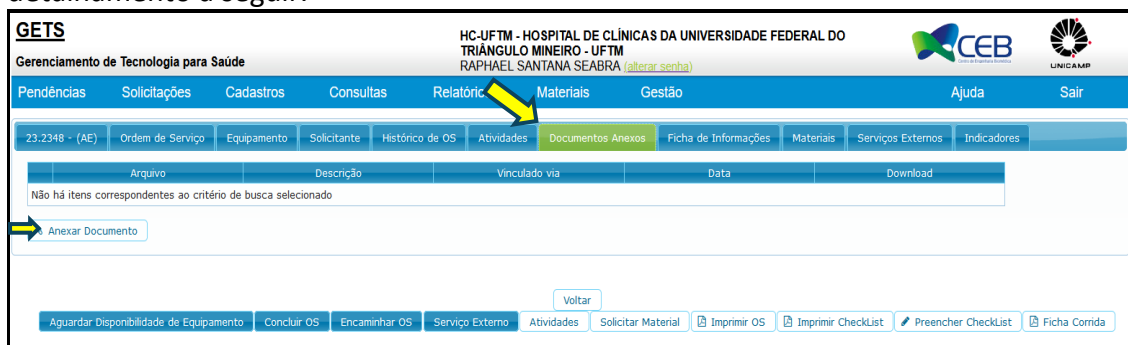 detalhamento a seguir:
GETS
Gerenciamento de Tecnologia para Saúde
HC-UFTM - HOSPITAL DE CLÍNICAS DA UNIVERSIDADE FEDERAL DO
TRIÂNGULO MINEIRO - UFTM
RAPHAEL SANTANA SEABRA (alterar senha)
CEB
UNICAMP
Pendências Solicitações Cadastros Consultas Materiais Gestão Ajuda Sair
23.2348 - (AE) Ordem de Serviço Equipamento Solicitante Histórico de OS Atividades Documentos Anexos Ficha de Informações Materiais Serviços Externos Indicadores
Arquivo Descrição Vinculado via Data Download
Não há itens correspondentes ao critério de busca selecionado
Anexar Documento
Voltar
Aguardar Disponibilidade de Equipamento Concluir OS Encaminhar OS Serviço Externo Atividades Solicitar Material Imprimir OS Imprimir CheckList Preencher CheckList Ficha Corrida